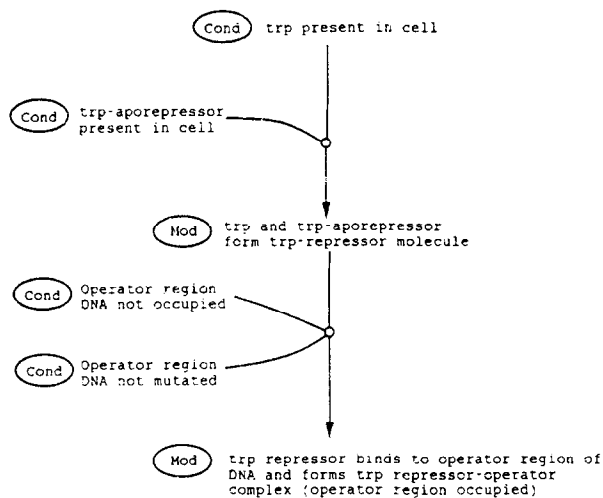 Cond trp present in cell
Cond trp-aporepressor
present in cell
Mod trp and trp-aporepressor
form trp-repressor molecule
Cond Operator region
DNA not occupied
Cond Operator region
DNA not mutated
Mod trp repressor binds to operator region of
DNA and forms trp repressor-operator
complex (operator region occupied)